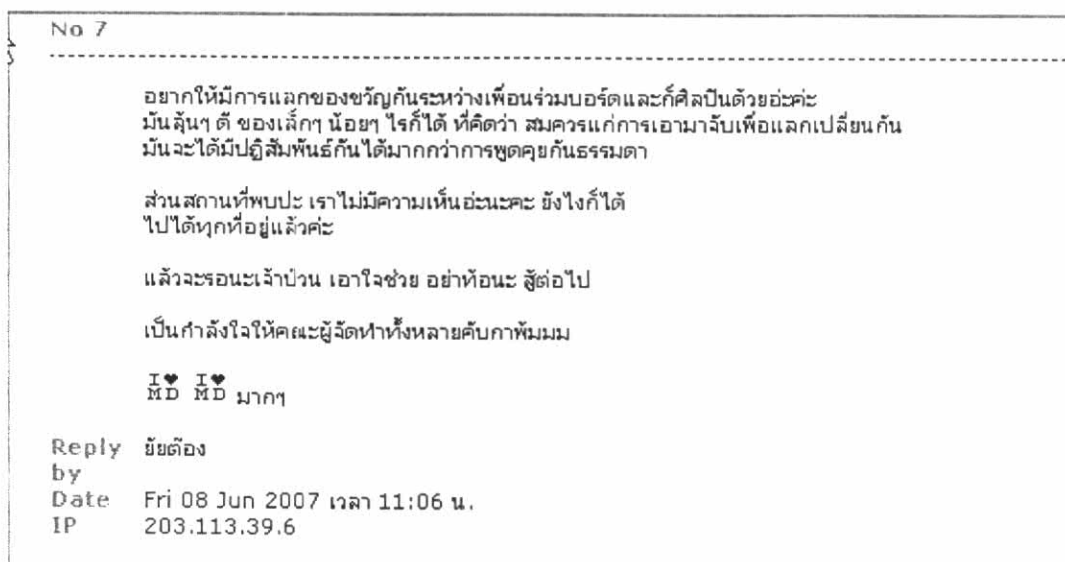 No 7
อยากให้มีการแลกของขวัญกันระหว่างเพื่อนร่วมบอร์ดและก็ศิลปินด้วยอ่ะค่ะ
มันลุ้นๆ ดี ของเล็กๆ น้อยๆ ไรก็ได้ ที่คิดว่า สมควรแก่การเอามาจับเพื่อแลกเปลี่ยนกัน
มันจะได้มีปฏิสัมพันธ์กันได้มากกว่าการพูดคุยกันธรรมดา
ส่วนสถานที่พบปะ เราไม่มีความเห็นอ่ะนะคะ ยังไงก็ได้
ไปได้ทุกที่อยู่แล้วค่ะ
แล้วจะรอนะเจ้าป่วน เอาใจช่วย อย่าท้อนะ สู้ต่อไป
เป็นกำลังใจให้คณะผู้จัดทำทั้งหลายคับกาพ้มมม
I♥ I♥
MD MD มากๆ
Reply ยัยต๊อง
by
Date Fri 08 Jun 2007 เวลา 11:06 น.
IP 203.113.39.6